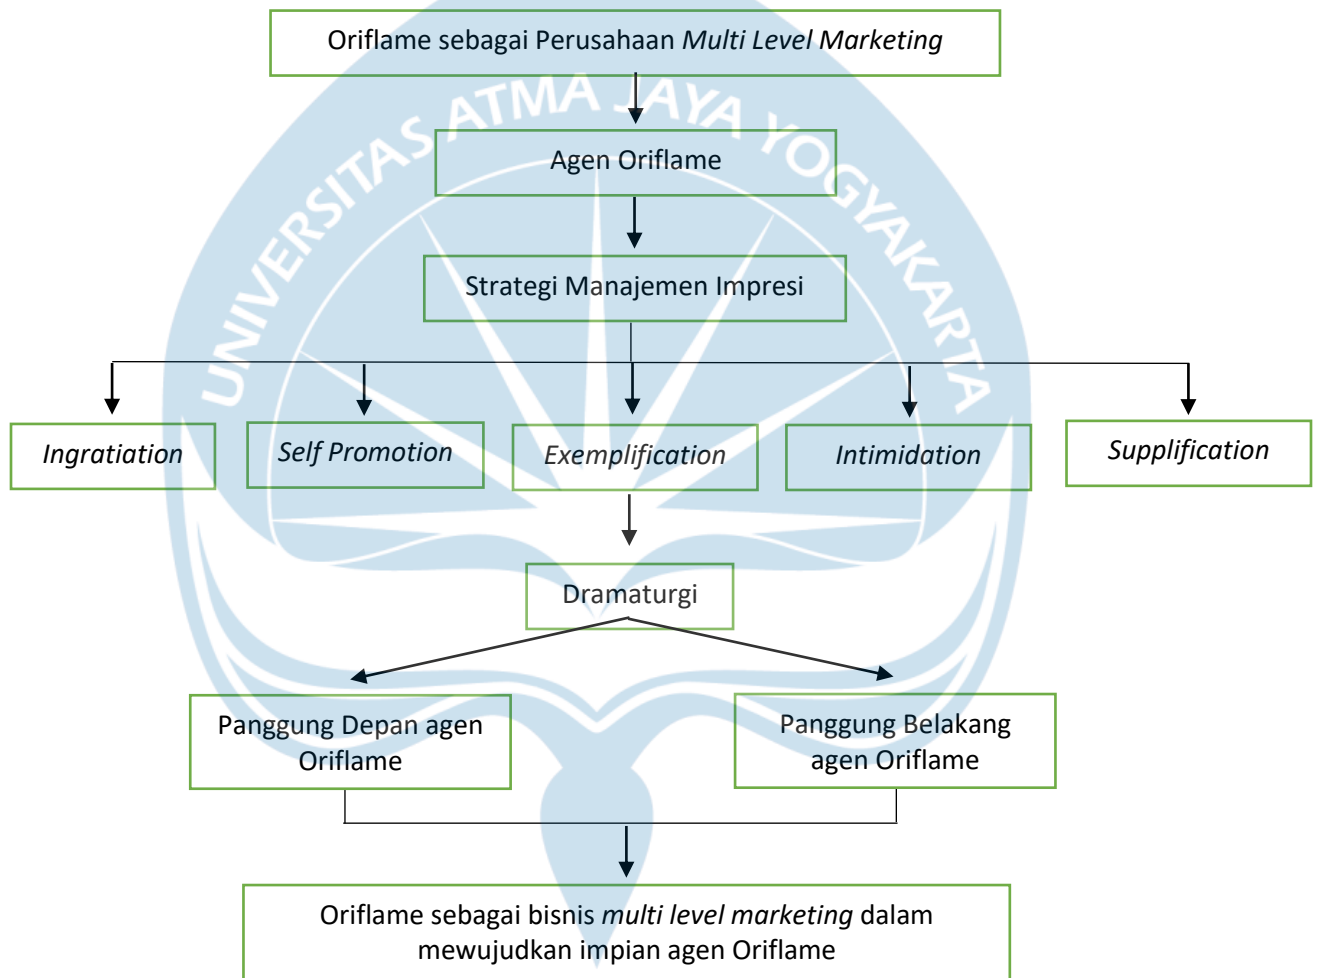 Oriflame sebagai Perusahaan Multi Level Marketing
UNIVERSITAS ATMA JAYA YOGYAKARTA
Agen Oriflame
Strategi Manajemen Impresi
Ingratiation
Self Promotion
Exemplification
Intimidation
Supplification
Dramaturgi
Panggung Depan agen
Oriflame
Panggung Belakang
agen Oriflame
Oriflame sebagai bisnis multi level marketing dalam
mewujudkan impian agen Oriflame